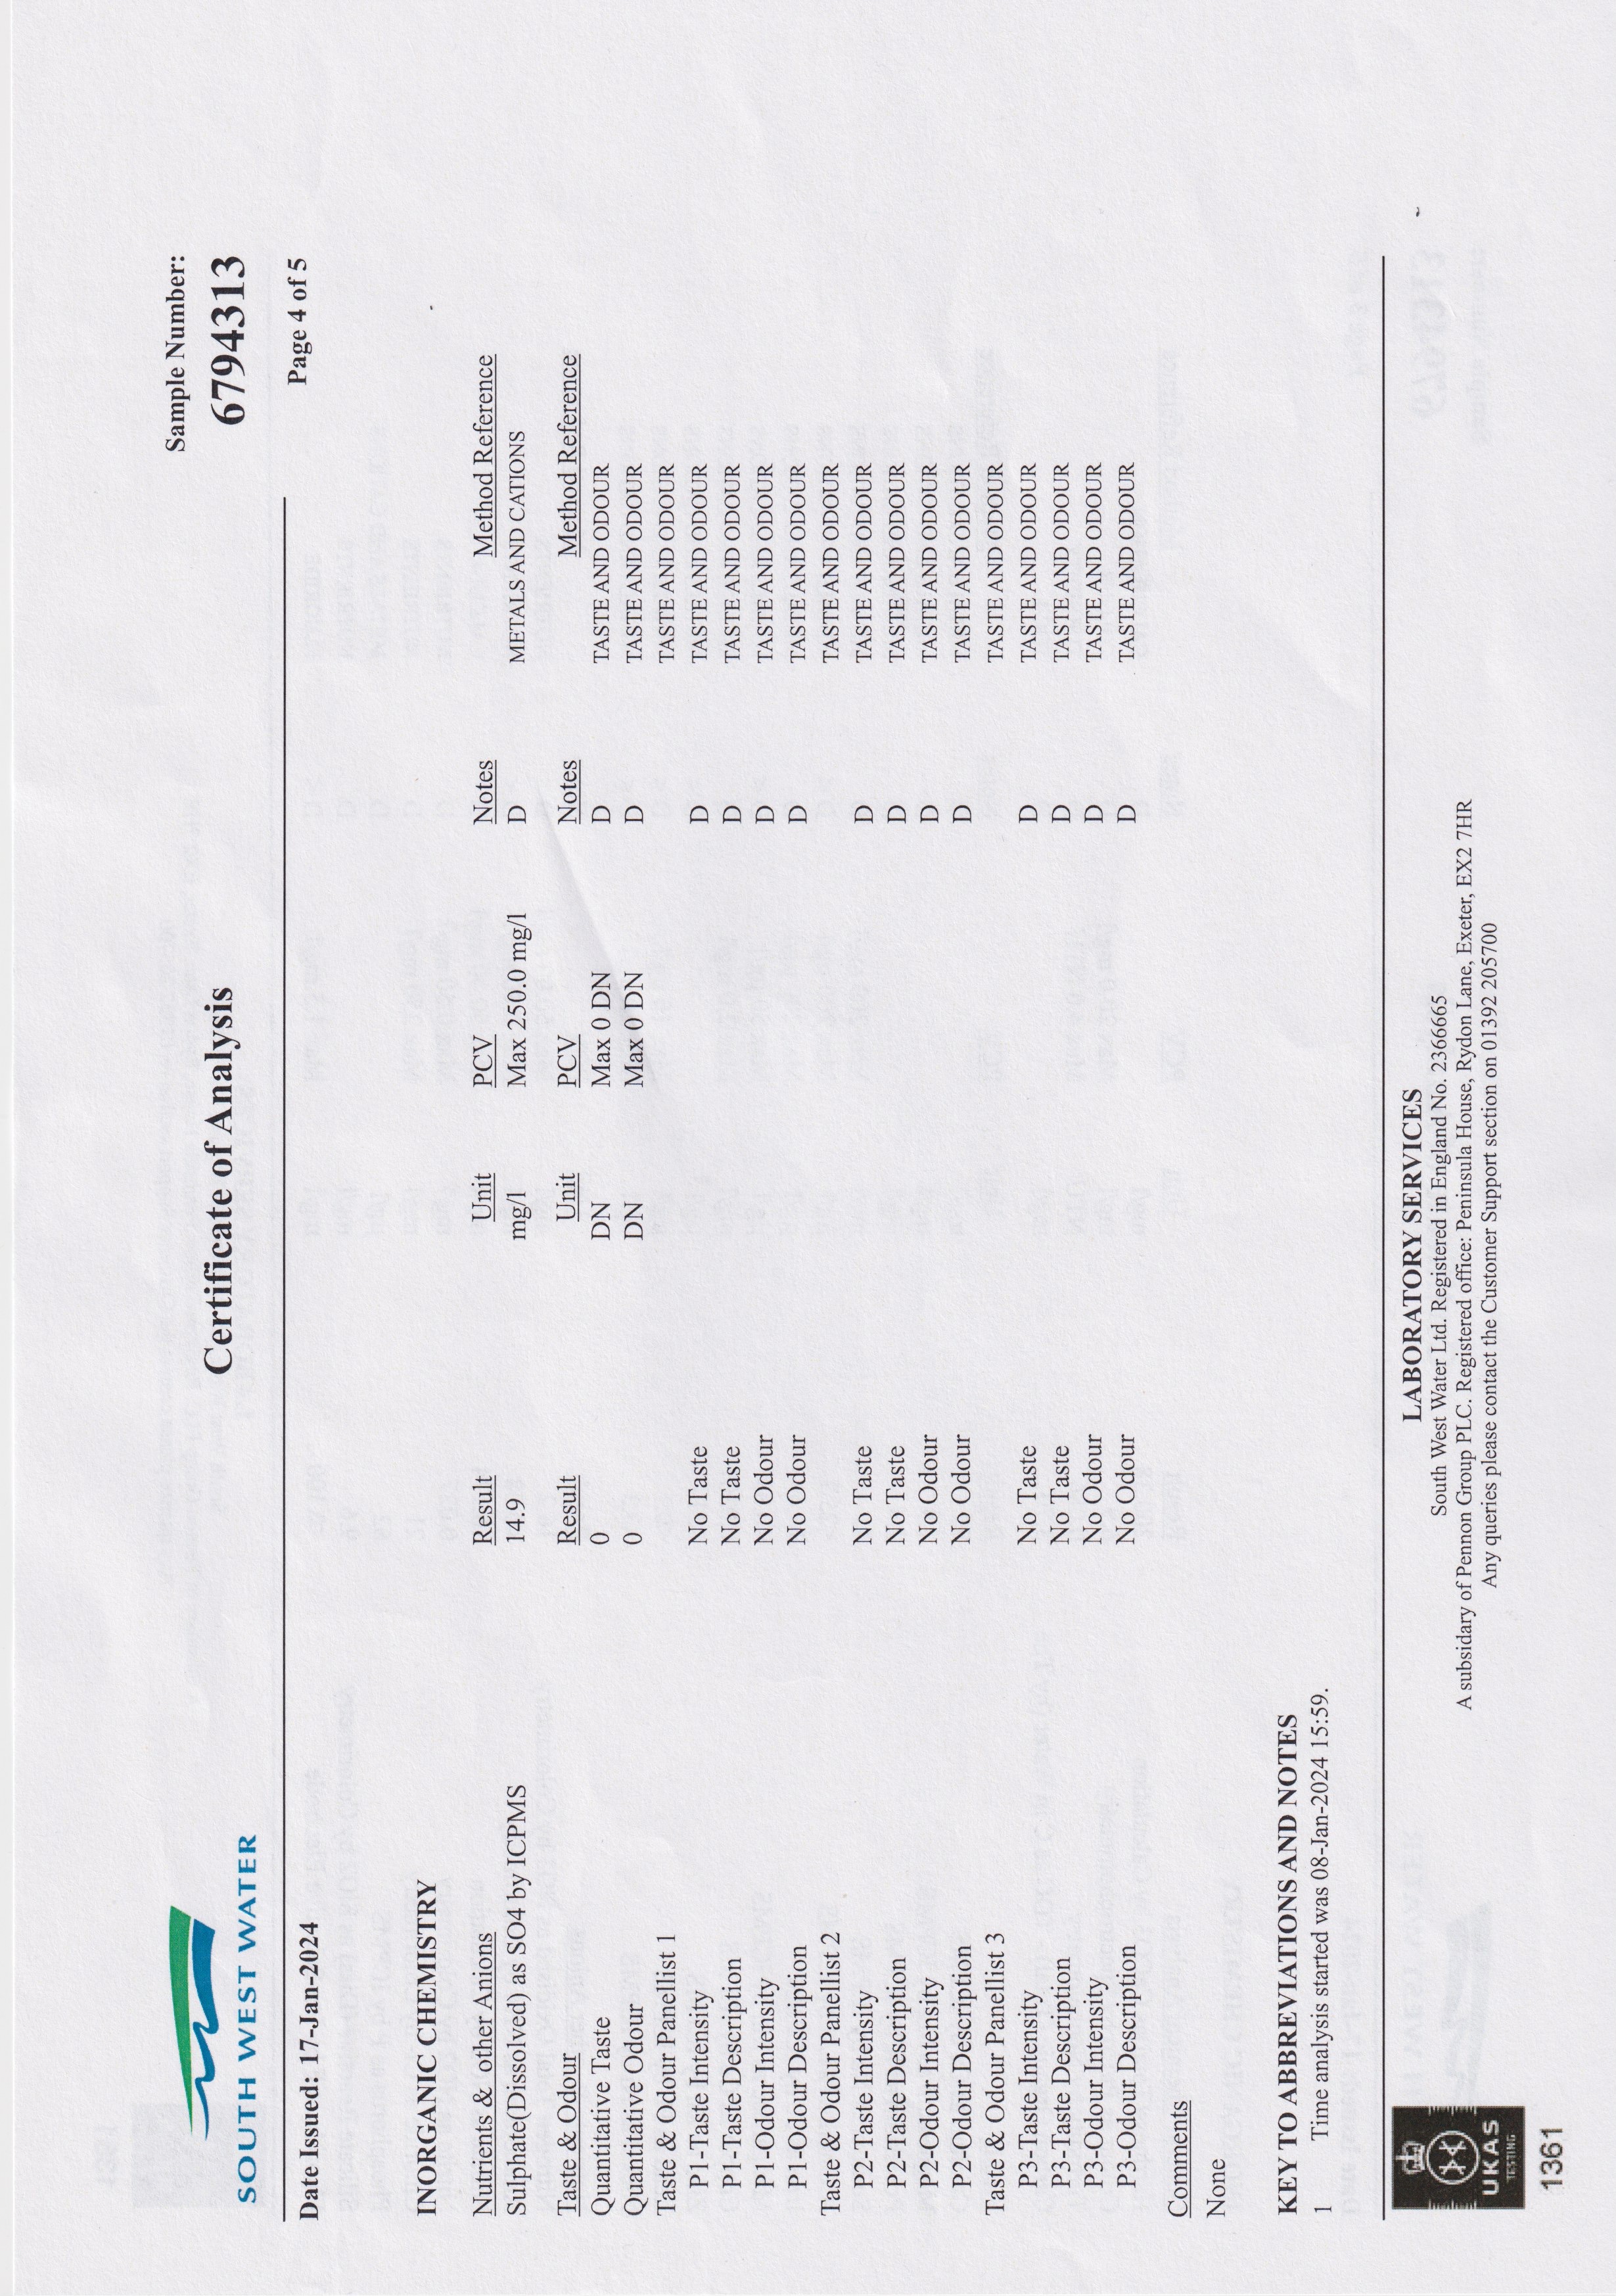 SOUTH WEST WATER
Certificate of Analysis
Sample Number:
6794313
Date Issued: 17-Jan-2024
Page 4 of 5
INORGANIC CHEMISTRY
Nutrients & other Anions Result Unit PCV Notes Method Reference
Sulphate(Dissolved) as SO4 by ICPMS 14.9 mg/l Max 250.0 mg/l D METALS AND CATIONS
Taste & Odour Result Unit PCV Notes Method Reference
Quantitative Taste 0 DN Max 0 DN D TASTE AND ODOUR
Quantitative Odour 0 DN Max 0 DN D TASTE AND ODOUR
Taste & Odour Panellist 1 TASTE AND ODOUR
P1-Taste Intensity No Taste D TASTE AND ODOUR
P1-Taste Description No Taste D TASTE AND ODOUR
P1-Odour Intensity No Odour D TASTE AND ODOUR
P1-Odour Description No Odour D TASTE AND ODOUR
Taste & Odour Panellist 2 TASTE AND ODOUR
P2-Taste Intensity No Taste D TASTE AND ODOUR
P2-Taste Description No Taste D TASTE AND ODOUR
P2-Odour Intensity No Odour D TASTE AND ODOUR
P2-Odour Description No Odour D TASTE AND ODOUR
Taste & Odour Panellist 3 TASTE AND ODOUR
P3-Taste Intensity No Taste D TASTE AND ODOUR
P3-Taste Description No Taste D TASTE AND ODOUR
P3-Odour Intensity No Odour D TASTE AND ODOUR
P3-Odour Description No Odour D TASTE AND ODOUR
Comments
None
KEY TO ABBREVIATIONS AND NOTES
1 Time analysis started was 08-Jan-2024 15:59.
LABORATORY SERVICES
South West Water Ltd. Registered in England No. 2366665
A subsidary of Pennon Group PLC. Registered office: Peninsula House, Rydon Lane, Exeter, EX2 7HR
Any queries please contact the Customer Support section on 01392 205700
UKAS
TESTING
1361